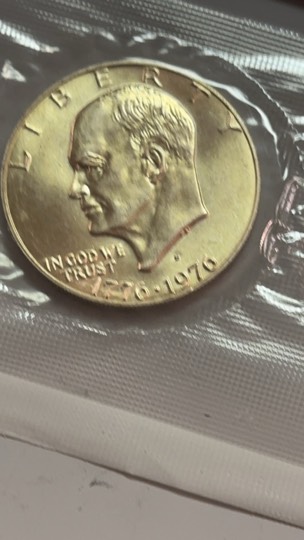 LIBERTY
IN GOD WE
TRUST
1776·1976